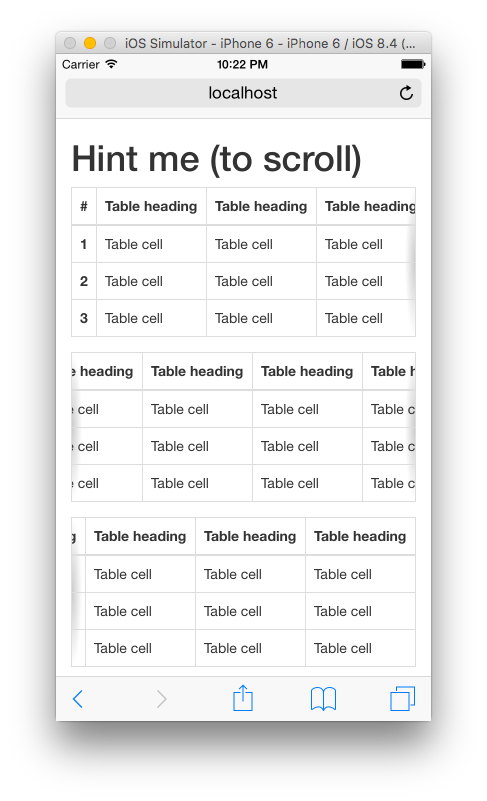 iOS Simulator - iPhone 6 - iPhone 6 / iOS 8.4 (...
Carrier 10:22 PM
localhost
Hint me (to scroll)
# Table heading Table heading Table heading
1 Table cell Table cell Table cell
2 Table cell Table cell Table cell
3 Table cell Table cell Table cell
e heading Table heading Table heading Table h
e cell Table cell Table cell Table c
e cell Table cell Table cell Table c
e cell Table cell Table cell Table c
g Table heading Table heading Table heading
Table cell Table cell Table cell
Table cell Table cell Table cell
Table cell Table cell Table cell